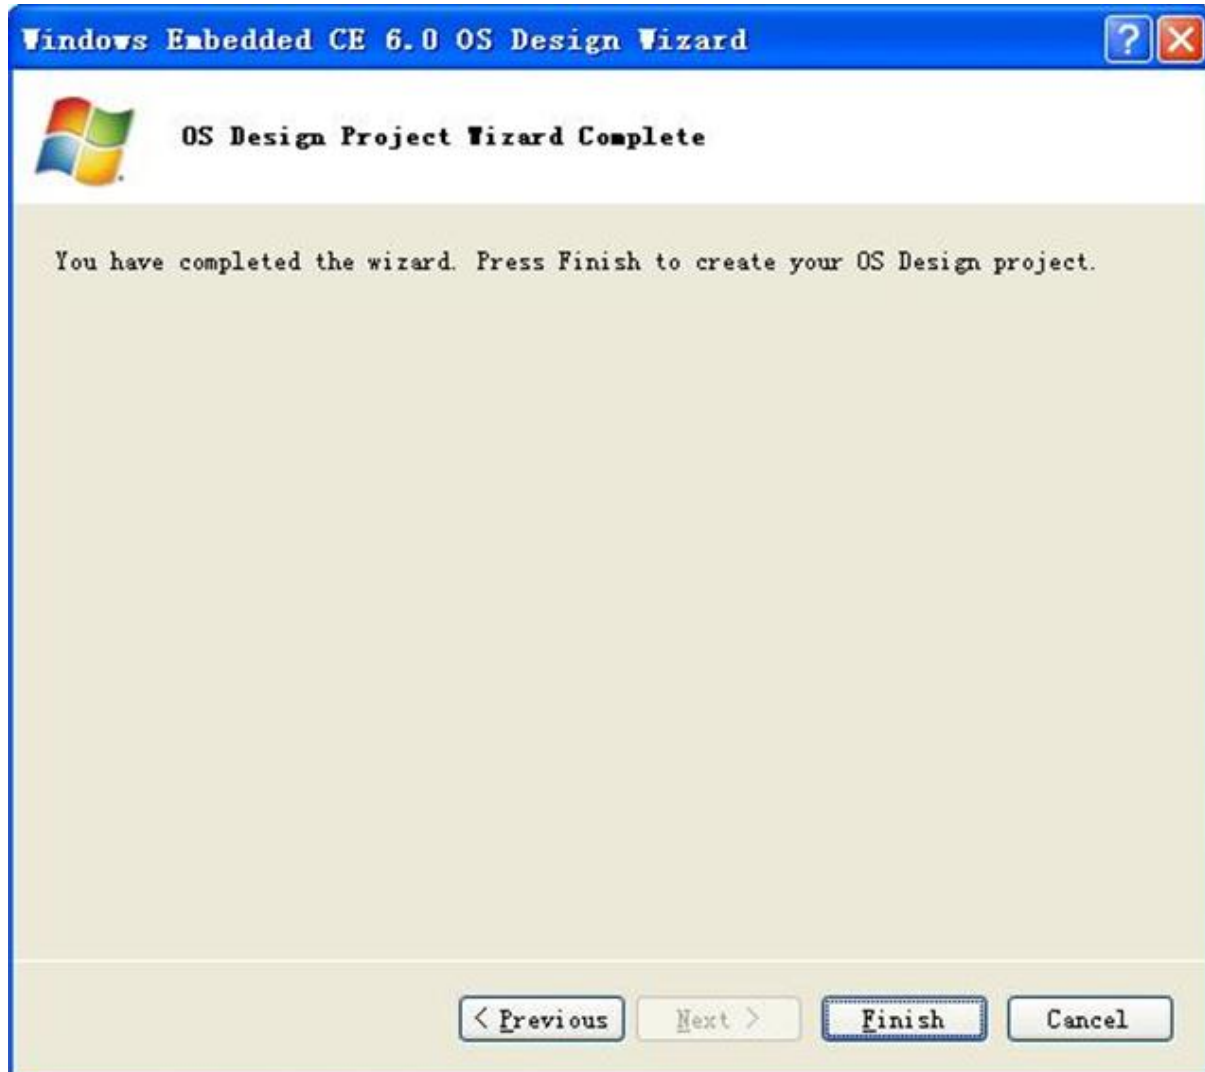 Windows Embedded CE 6.0 OS Design Wizard
OS Design Project Wizard Complete
You have completed the wizard. Press Finish to create your OS Design project.
< Previous Next > Finish Cancel